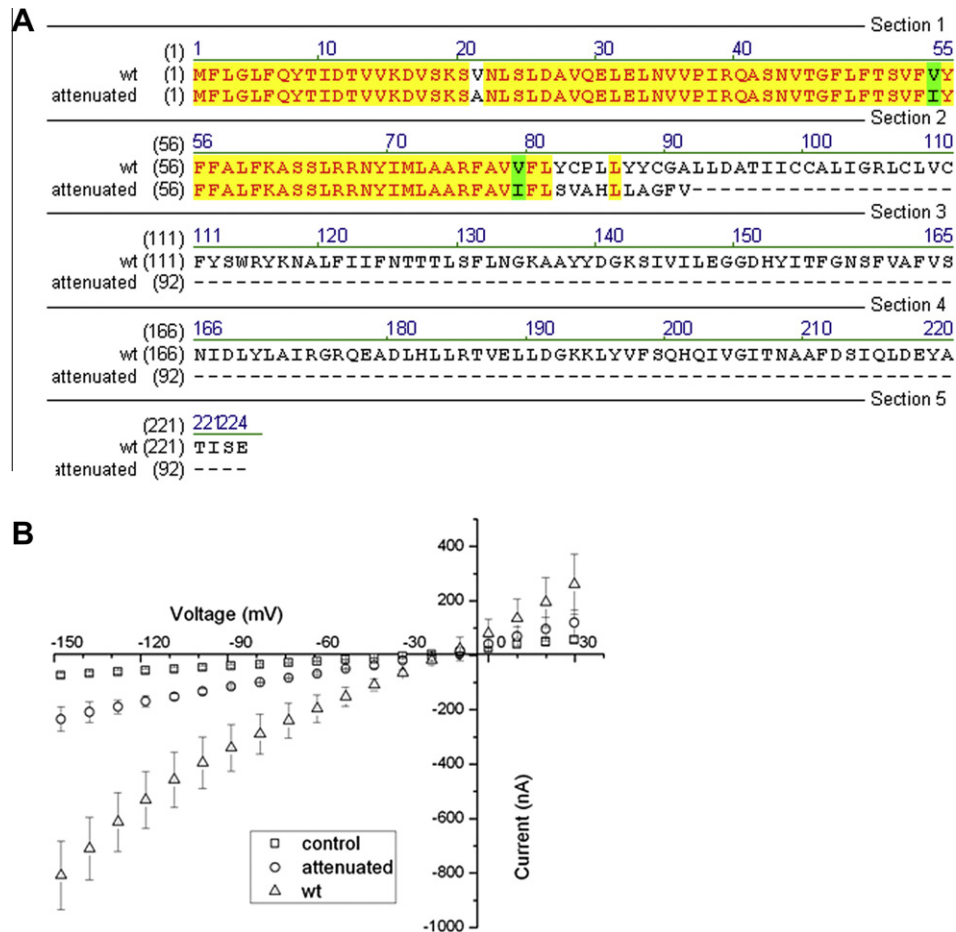 A
Section 1
(1) 1 10 20 30 40 55
wt (1) MFLGLFQYTIDTVVKDVSKSVNLSLDAVQELELNVVPIRQASNVTGFLFTSVFVY
attenuated (1) MFLGLFQYTIDTVVKDVSKSANLSLDAVQELELNVVPIRQASNVTGFLFTSVFIY
Section 2
(56) 56 70 80 90 100 110
wt (56) FFALFKASSLRRNYIMLAARFAVVFLYCPLLYYCGALLDATIICCALIGRLCLVC
attenuated (56) FFALFKASSLRRNYIMLAARFAVIFLSVAHLLAGFV-------------------
Section 3
(111) 111 120 130 140 150 165
wt (111) FYSWRYKNALFIIFNTTTLSFLNGKAAYYDGKSIVILEGGDHYITFGNSFVAFVS
attenuated (92) -------------------------------------------------------
Section 4
(166) 166 180 190 200 210 220
wt (166) NIDLYLAIRGRQEADLHLLRTVELLDGKKLYVFSQHQIVGITNAAFDSIQLDEYA
attenuated (92) -------------------------------------------------------
Section 5
(221) 221224
wt (221) TISE
attenuated (92) ----
B
400
200
Voltage (mV)
-150 -120 -90 -60 -30 0 30
-200
-400
-600
-800
-1000
Current (nA)
control
attenuated
wt